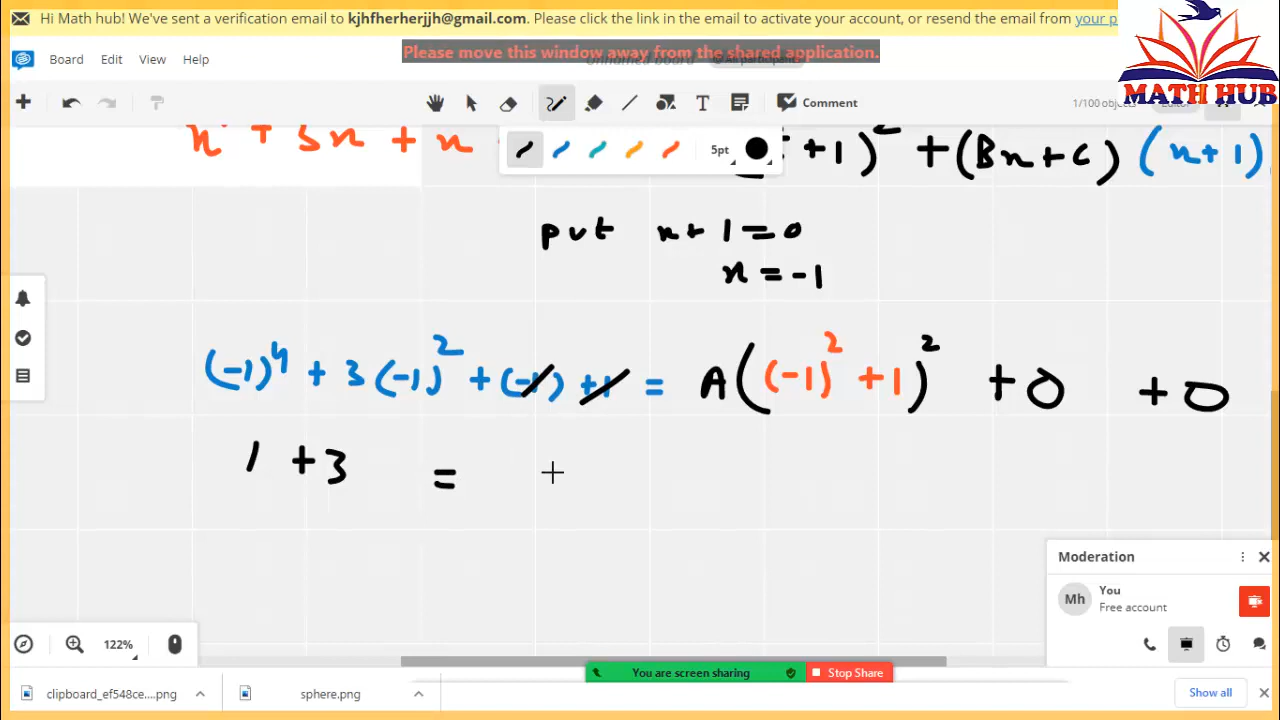 Hi Math hub! We've sent a verification email to kjhfherherjjh@gmail.com. Please click the link in the email to activate your account, or resend the email from your p
MATH HUB
Board Edit View Help
Please move this window away from the shared application.
Unnamed board
Comment
1/100 objects
5pt
+ 3x + x
+1)² + (Bx+C) (x+1)
put x+1=0
x=-1
(-1)⁴ + 3(-1)² + (-1) +1 = A((-1)² +1)² +0 +0
1 +3 =
Moderation
Mh
You
Free account
122%
You are screen sharing
Stop Share
clipboard_ef548ce....png
sphere.png
Show all